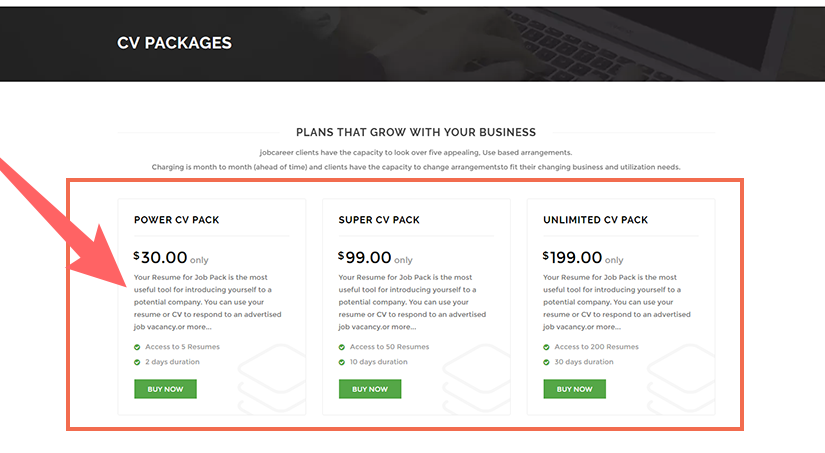 CV PACKAGES
PLANS THAT GROW WITH YOUR BUSINESS
jobcareer clients have the capacity to look over five appealing, Use based arrangements.
Charging is month to month (ahead of time) and clients have the capacity to change arrangementsto fit their changing business and utilization needs.
POWER CV PACK
$30.00 only
Your Resume for Job Pack is the most
useful tool for introducing yourself to a
potential company. You can use your
resume or CV to respond to an advertised
job vacancy.or more...
Access to 5 Resumes
2 days duration
BUY NOW
SUPER CV PACK
$99.00 only
Your Resume for Job Pack is the most
useful tool for introducing yourself to a
potential company. You can use your
resume or CV to respond to an advertised
job vacancy.or more...
Access to 50 Resumes
10 days duration
BUY NOW
UNLIMITED CV PACK
$199.00 only
Your Resume for Job Pack is the most
useful tool for introducing yourself to a
potential company. You can use your
resume or CV to respond to an advertised
job vacancy.or more...
Access to 200 Resumes
30 days duration
BUY NOW